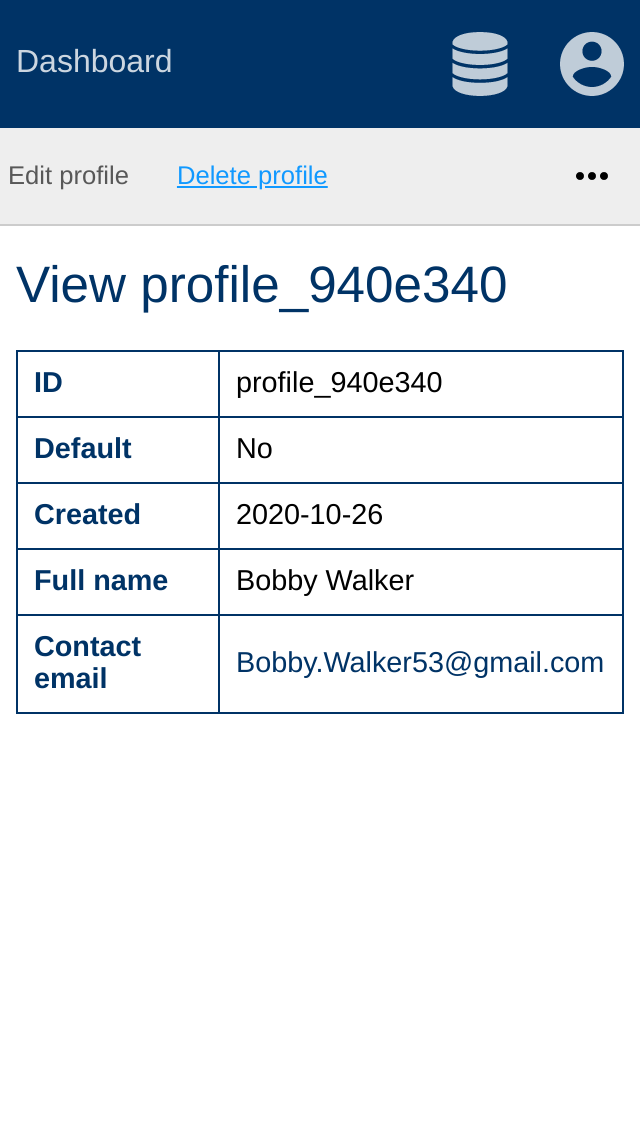 Dashboard
Edit profile Delete profile
View profile_940e340
ID profile_940e340
Default No
Created 2020-10-26
Full name Bobby Walker
Contact email Bobby.Walker53@gmail.com